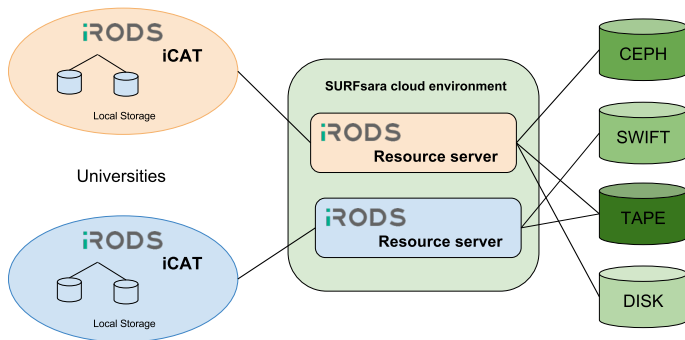 iRODS
iCAT
Local Storage
Universities
iRODS
iCAT
Local Storage
SURFsara cloud environment
iRODS
Resource server
iRODS
Resource server
CEPH
SWIFT
TAPE
DISK